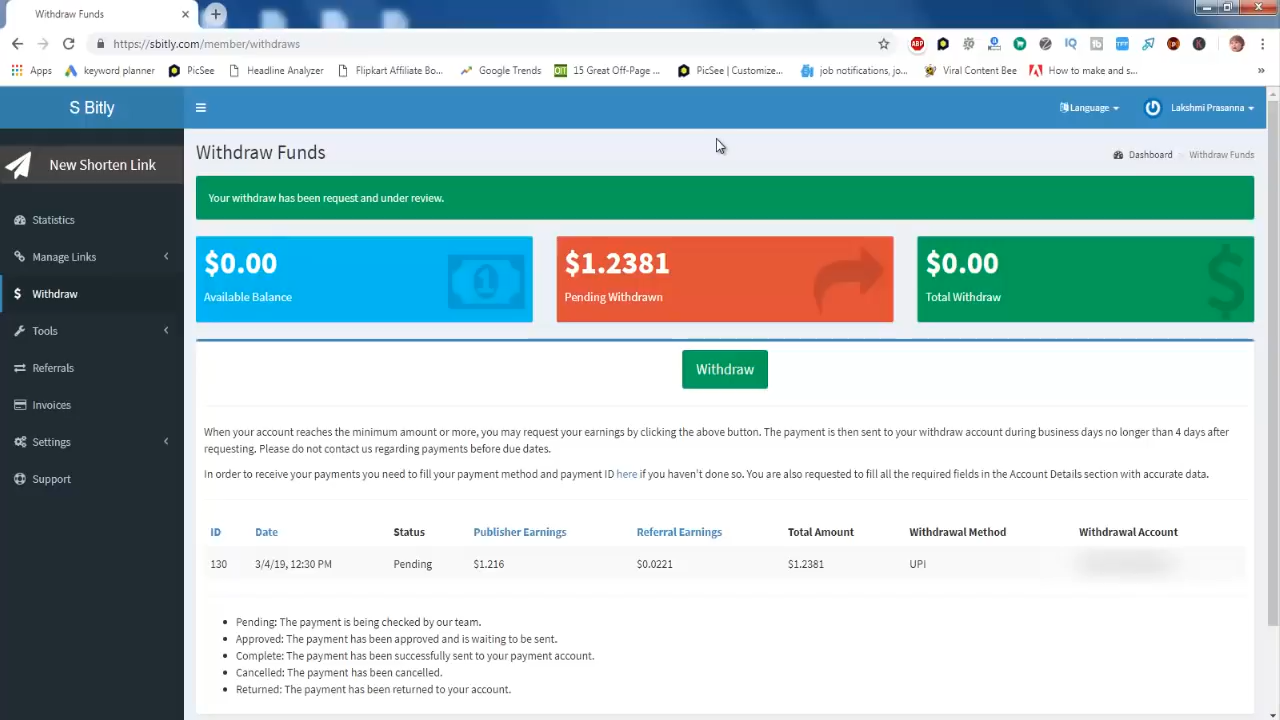 Withdraw Funds
https://sbitly.com/member/withdraws
ABP
IQ
TFF
K
Apps
keyword planner
PicSee
Headline Analyzer
Flipkart Affiliate Bo...
Google Trends
15 Great Off-Page ...
PicSee | Customize...
job notifications, jo...
Viral Content Bee
How to make and s...
»
S Bitly
Language
Lakshmi Prasanna
New Shorten Link
Withdraw Funds
Dashboard
Withdraw Funds
Your withdraw has been request and under review.
Statistics
Manage Links
Withdraw
Tools
Referrals
Invoices
Settings
Support
$0.00
Available Balance
$1.2381
Pending Withdrawn
$0.00
Total Withdraw
Withdraw
When your account reaches the minimum amount or more, you may request your earnings by clicking the above button. The payment is then sent to your withdraw account during business days no longer than 4 days after
requesting. Please do not contact us regarding payments before due dates.
In order to receive your payments you need to fill your payment method and payment ID here if you haven't done so. You are also requested to fill all the required fields in the Account Details section with accurate data.
ID Date Status Publisher Earnings Referral Earnings Total Amount Withdrawal Method Withdrawal Account
130 3/4/19, 12:30 PM Pending $1.216 $0.0221 $1.2381 UPI
• Pending: The payment is being checked by our team.
• Approved: The payment has been approved and is waiting to be sent.
• Complete: The payment has been successfully sent to your payment account.
• Cancelled: The payment has been cancelled.
• Returned: The payment has been returned to your account.